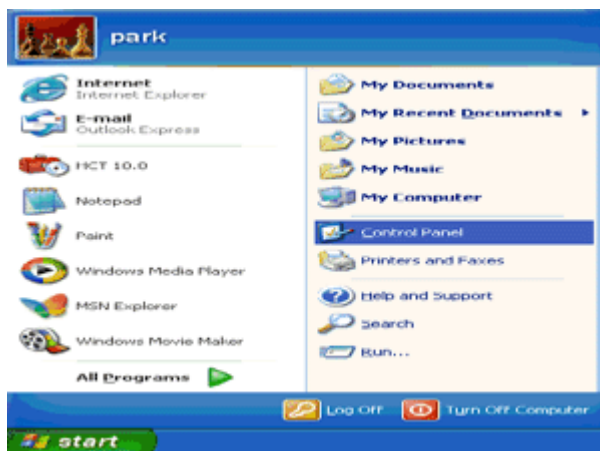 park
Internet
Internet Explorer
E-mail
Outlook Express
HCT 10.0
Notepad
Paint
Windows Media Player
MSN Explorer
Windows Movie Maker
All Programs
My Documents
My Recent Documents
My Pictures
My Music
My Computer
Control Panel
Printers and Faxes
Help and Support
Search
Run...
Log Off
Turn Off Computer
start